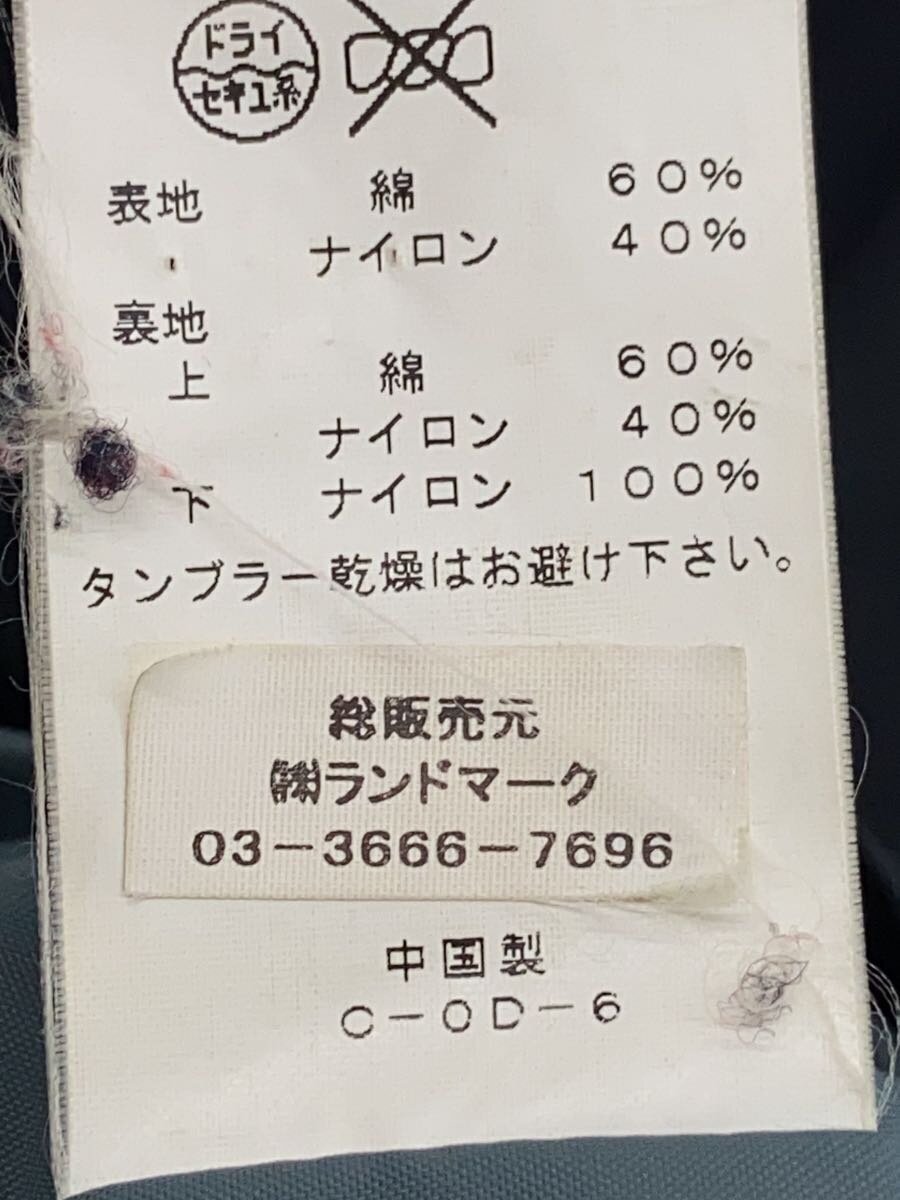 ドライ
セキユ系
表地 綿 60%
ナイロン 40%
裏地
上 綿 60%
ナイロン 40%
下 ナイロン 100%
タンブラー乾燥はお避け下さい。
総販売元
㈱ランドマーク
03-3666-7696
中国製
C-OD-6